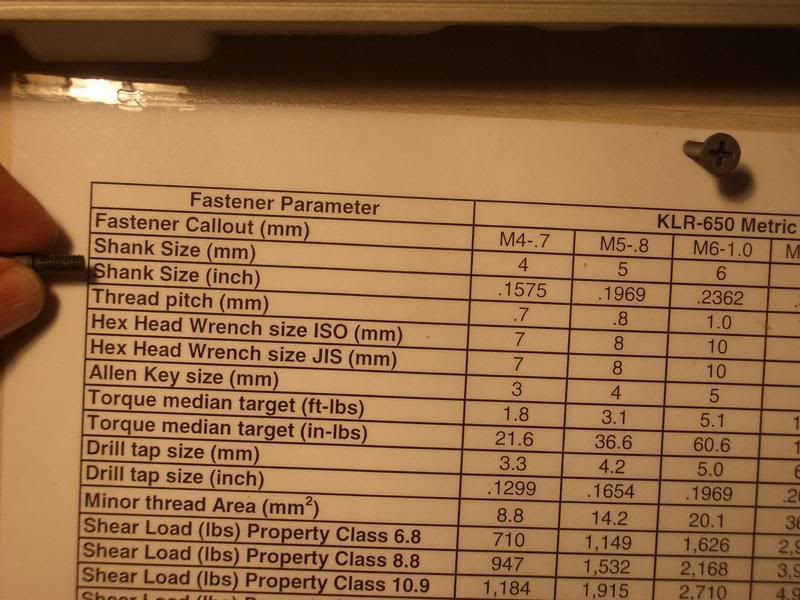 Fastener Parameter KLR-650 Metric
Fastener Callout (mm) M4-.7 M5-.8 M6-1.0
Shank Size (mm) 4 5 6
Shank Size (inch) .1575 .1969 .2362
Thread pitch (mm) .7 .8 1.0
Hex Head Wrench size ISO (mm) 7 8 10
Hex Head Wrench size JIS (mm) 7 8 10
Allen Key size (mm) 3 4 5
Torque median target (ft-lbs) 1.8 3.1 5.1
Torque median target (in-lbs) 21.6 36.6 60.6
Drill tap size (mm) 3.3 4.2 5.0
Drill tap size (inch) .1299 .1654 .1969
Minor thread Area (mm²) 8.8 14.2 20.1
Shear Load (lbs) Property Class 6.8 710 1,149 1,626
Shear Load (lbs) Property Class 8.8 947 1,532 2,168
Shear Load (lbs) Property Class 10.9 1,184 1,915 2,710